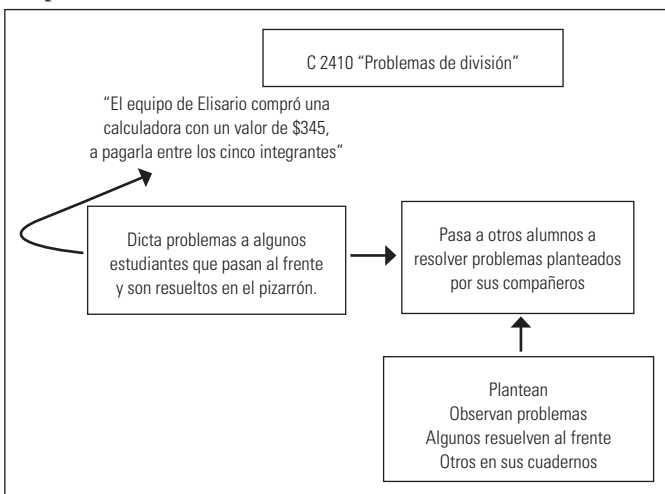 C 2410 “Problemas de división”
“El equipo de Elisario compró una
calculadora con un valor de $345,
a pagarla entre los cinco integrantes”
Dicta problemas a algunos
estudiantes que pasan al frente
y son resueltos en el pizarrón.
Pasa a otros alumnos a
resolver problemas planteados
por sus compañeros
Plantean
Observan problemas
Algunos resuelven al frente
Otros en sus cuadernos